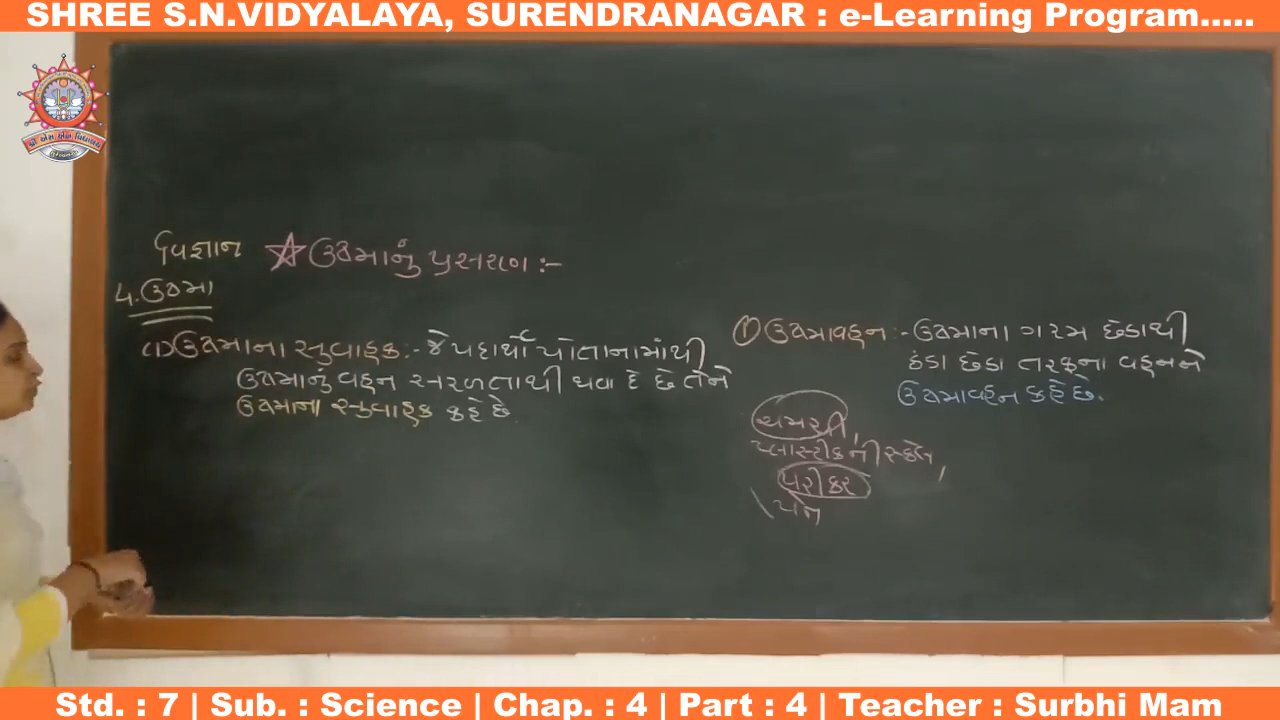 SHREE S.N.VIDYALAYA, SURENDRANAGAR : e-Learning Program.....
વિજ્ઞાન ઉષ્માનું પ્રસરણ :-
4. ઉષ્મા
(1) ઉષ્માના સુવાહક :- જે પદાર્થો પોતાનામાંથી
ઉષ્માનું વહન સરળતાથી થવા દે છે તેને
ઉષ્માના સુવાહક કહે છે.
① ઉષ્માવહન :- ઉષ્માના ગરમ છેડાથી
ઠંડા છેડા તરફના વહનને
ઉષ્માવહન કહે છે.
ચમચી,
પ્લાસ્ટીકની સ્કેલ,
પરીકર
પેન
Std. : 7 | Sub. : Science | Chap. : 4 | Part : 4 | Teacher : Surbhi Mam